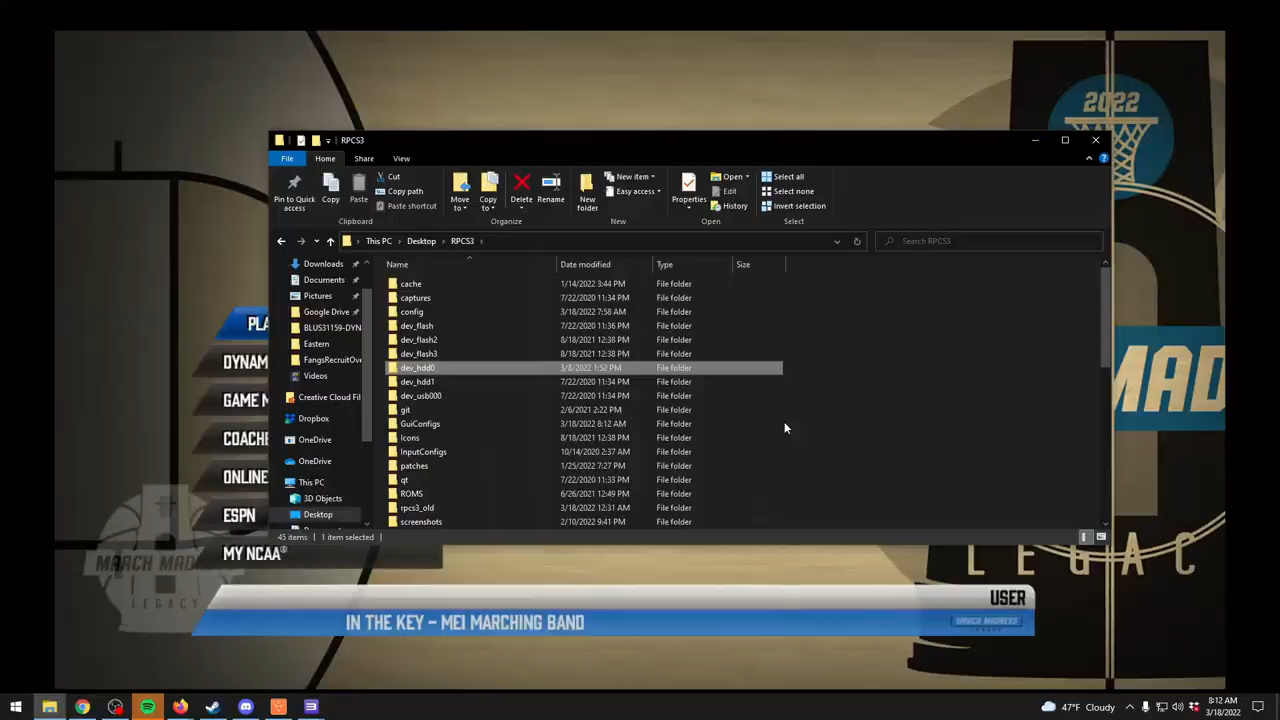 2022
RPCS3
File
Home
Share
View
Pin to Quick access
Copy
Paste
Cut
Copy path
Paste shortcut
Clipboard
Move to
Copy to
Delete
Rename
Organize
New folder
New item
Easy access
New
Properties
Open
Edit
History
Open
Select all
Select none
Invert selection
Select
This PC
Desktop
RPCS3
Search RPCS3
Downloads
Documents
Pictures
Google Drive
BLUS31159-DYN
Eastern
FangsRecruitOve
Videos
Creative Cloud Fil
Dropbox
OneDrive
OneDrive
This PC
3D Objects
Desktop
Name Date modified Type Size
cache 1/14/2022 3:44 PM File folder
captures 7/22/2020 11:34 PM File folder
config 3/18/2022 7:58 AM File folder
dev_flash 7/22/2020 11:36 PM File folder
dev_flash2 8/18/2021 12:38 PM File folder
dev_flash3 8/18/2021 12:38 PM File folder
dev_hdd0 3/8/2022 1:52 PM File folder
dev_hdd1 7/22/2020 11:34 PM File folder
dev_usb000 7/22/2020 11:34 PM File folder
git 2/6/2021 2:22 PM File folder
GuiConfigs 3/18/2022 8:12 AM File folder
Icons 8/18/2021 12:38 PM File folder
InputConfigs 10/14/2020 2:37 AM File folder
patches 1/25/2022 7:27 PM File folder
qt 7/22/2020 11:33 PM File folder
ROMS 6/26/2021 12:49 PM File folder
rpcs3_old 3/18/2022 12:31 AM File folder
screenshots 2/10/2022 9:41 PM File folder
45 items 1 item selected
PLA
DYNAM
GAME M
COACHE
ONLINE
ESPN
MY NCAA®
MAD
LEGAC
MARCH MAD
LEGACY
USER
IN THE KEY – MEI MARCHING BAND
MARCH MADNESS
47°F Cloudy
8:12 AM
3/18/2022